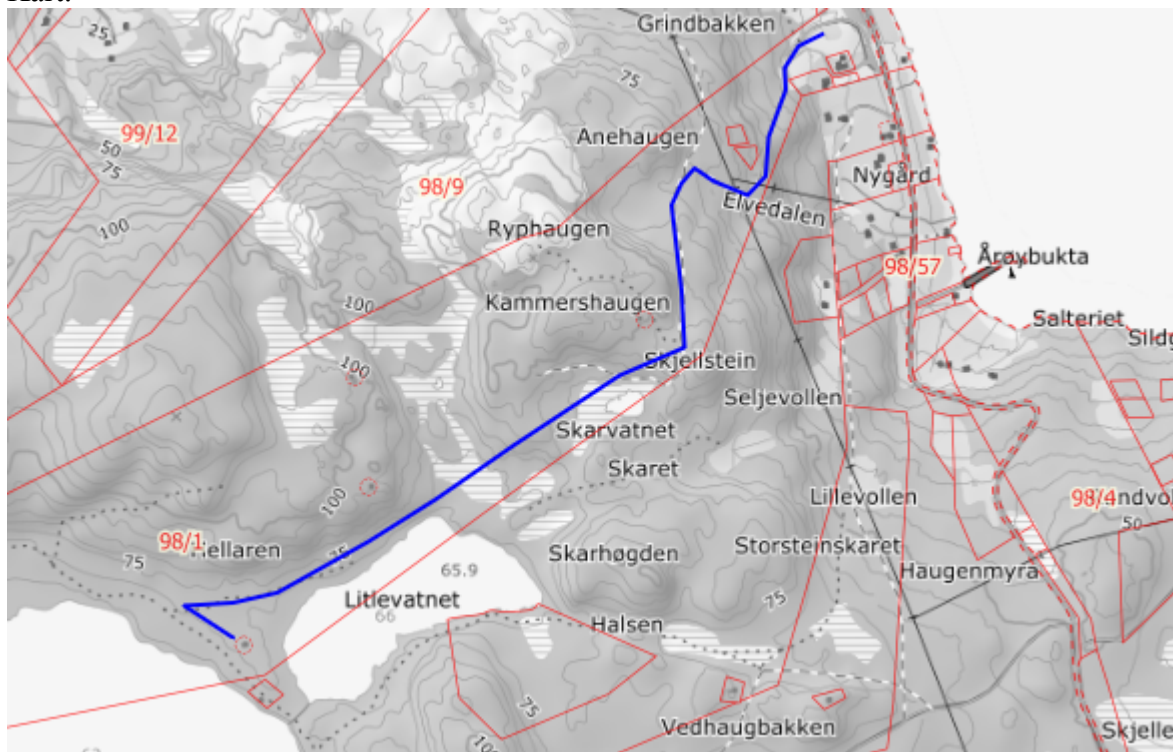 Grindbakken
25
75
99/12
50
75
Anehaugen
98/9
Nygård
Elvedalen
100
Ryphaugen
98/57
Årøybukta
100
Kammershaugen
Salteriet
Skjellstein
100
Seljevollen
Skarvatnet
Skaret
100
Lillevollen
98/4
50
98/1
Hellaren
75
75
Skarhøgden
Storsteinskaret
Haugenmyra
65.9
Litlevatnet
66
75
Halsen
75
Vedhaugbakken
100